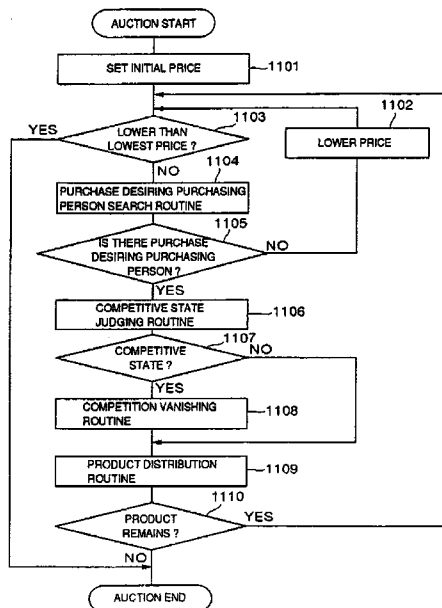 AUCTION START
SET INITIAL PRICE
1101
1102
LOWER PRICE
1103
YES
LOWER THAN
LOWEST PRICE ?
1104
NO
PURCHASE DESIRING PURCHASING
PERSON SEARCH ROUTINE
1105
IS THERE PURCHASE
DESIRING PURCHASING
PERSON ?
NO
YES
COMPETITIVE STATE
JUDGING ROUTINE
1106
1107
COMPETITIVE
STATE ?
NO
YES
COMPETITION VANISHING
ROUTINE
1108
PRODUCT DISTRIBUTION
ROUTINE
1109
1110
PRODUCT
REMAINS ?
YES
NO
AUCTION END